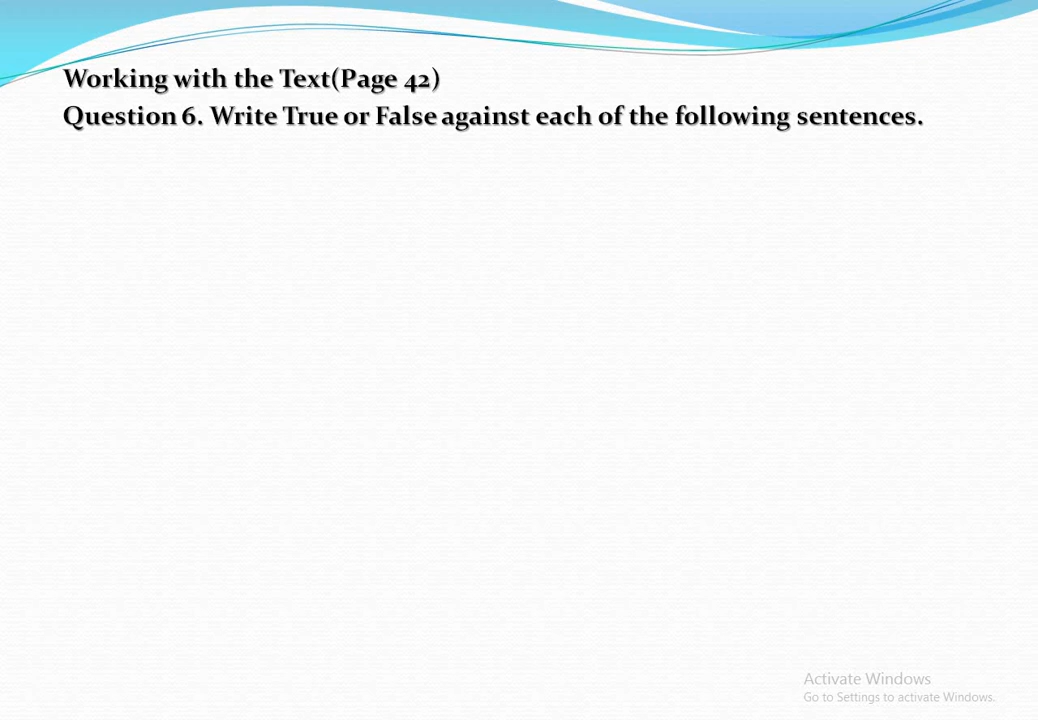 Working with the Text(Page 42)
Question 6. Write True or False against each of the following sentences.
Activate Windows
Go to Settings to activate Windows.